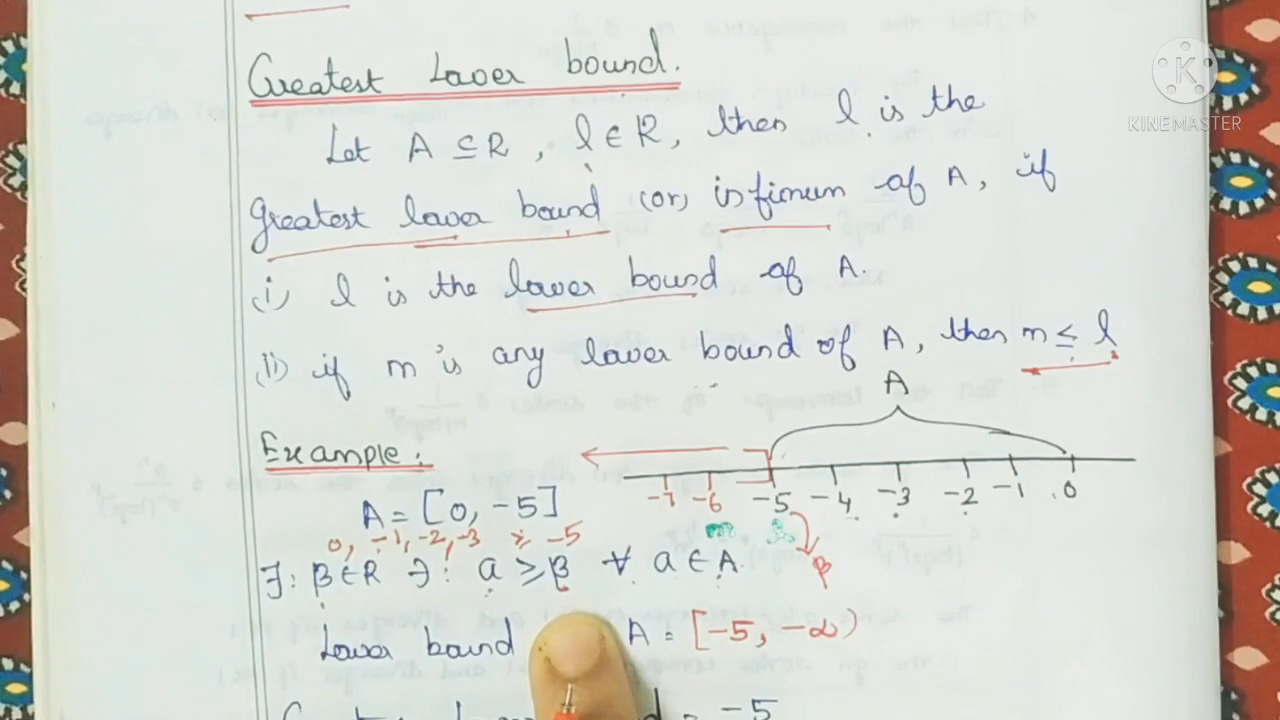 Greatest Lower bound.
Let A ⊆ R, l ∈ R, then l is the
greatest lower bound (or) infimum of A, if
(i) l is the lower bound of A.
(ii) if m is any lower bound of A, then m ≤ l
A
Example:
-7 -6 -5 -4 -3 -2 -1 0
A = [0, -5]
0, -1, -2, -3 ≥ -5
m l
∃: β ∈ R ∋: a ≥ β ∀ a ∈ A.
β
Lower bound A = [-5, -∞)
= -5
K
KINEMASTER